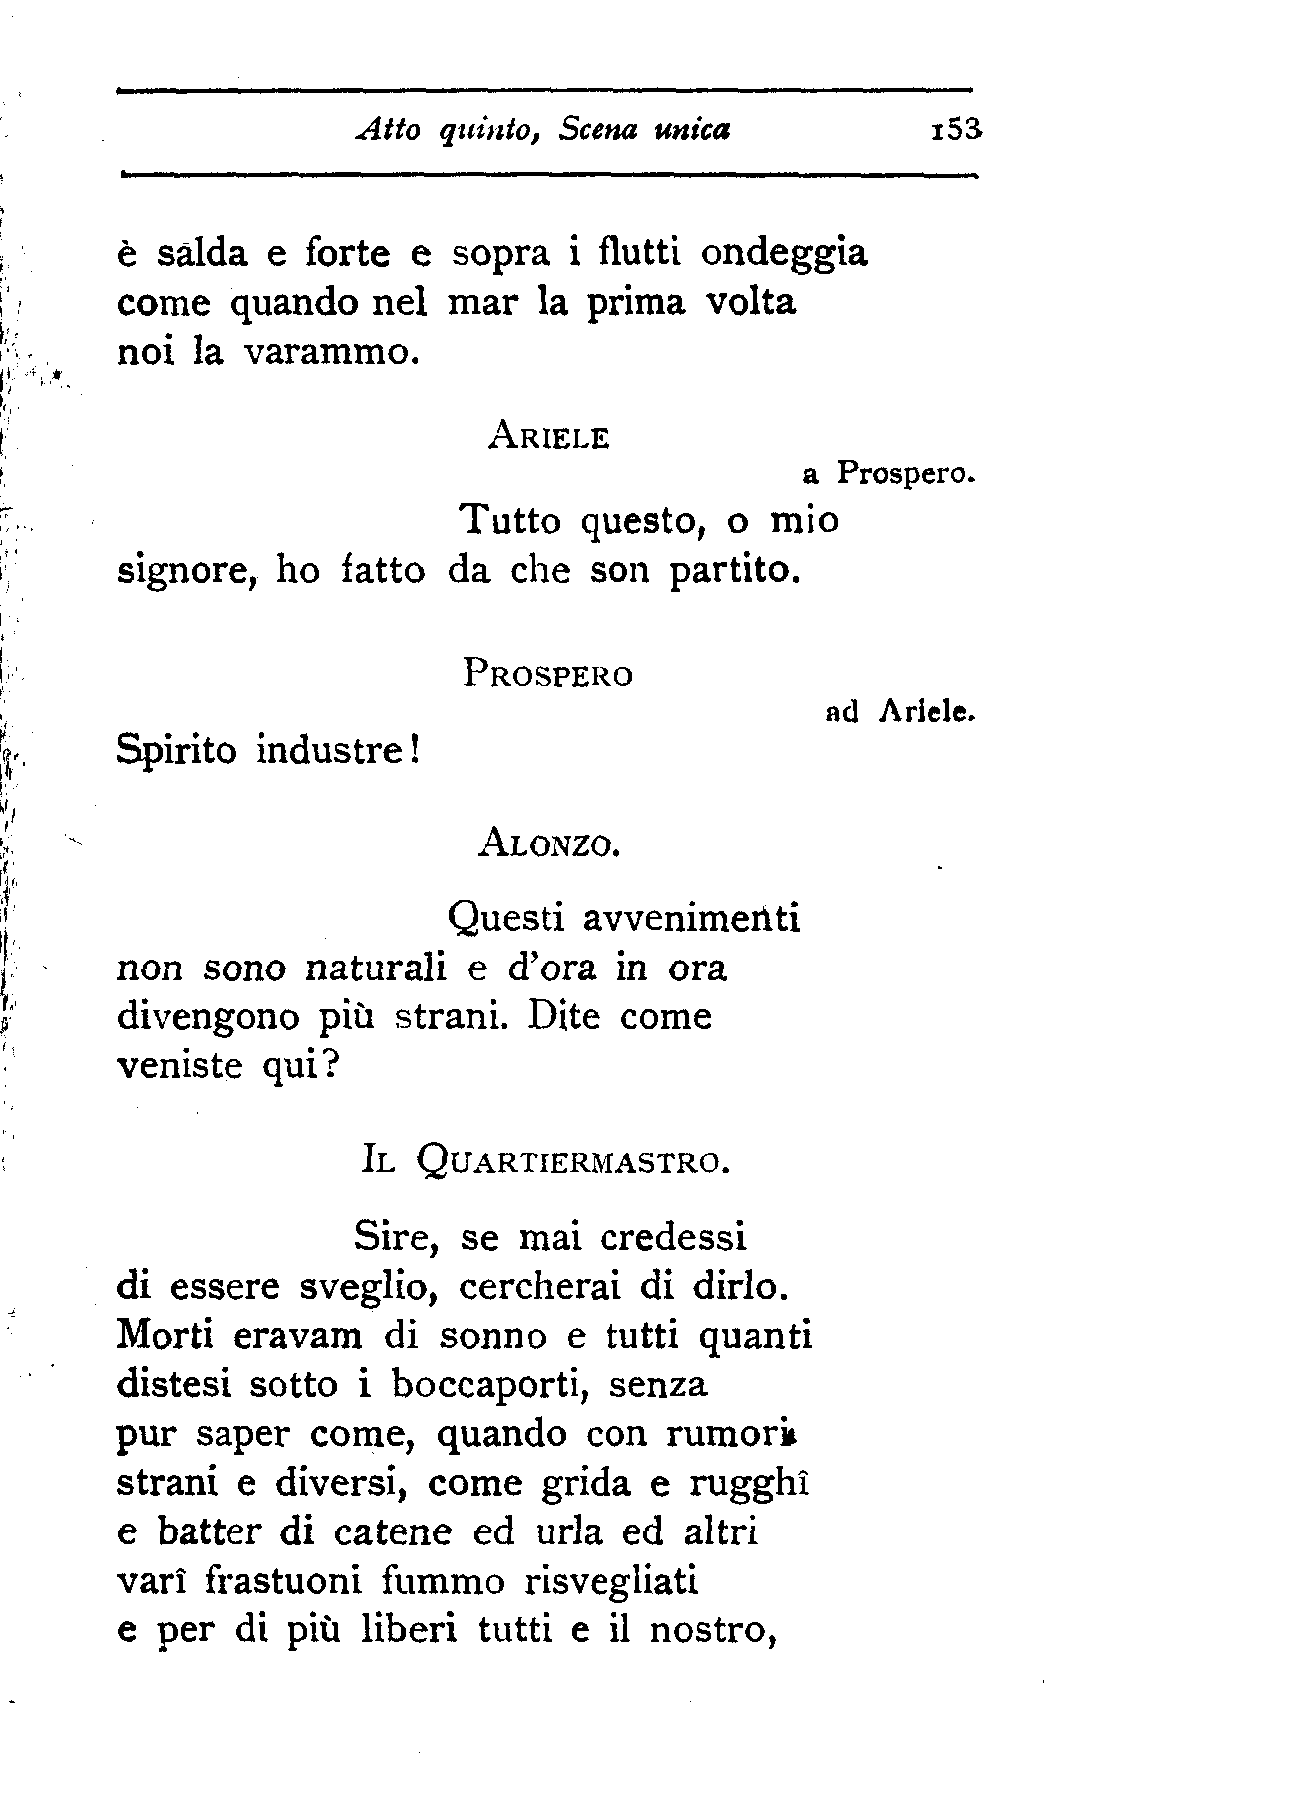 Atto quinto, Scena unica 153
è salda e forte e sopra i flutti ondeggia
come quando nel mar la prima volta
noi la varammo.
ARIELE
a Prospero.
Tutto questo, o mio
signore, ho fatto da che son partito.
PROSPERO
ad Ariele.
Spirito industre!
ALONZO.
Questi avvenimenti
non sono naturali e d'ora in ora
divengono più strani. Dite come
veniste qui?
IL QUARTIERMASTRO.
Sire, se mai credessi
di essere sveglio, cercherai di dirlo.
Morti eravam di sonno e tutti quanti
distesi sotto i boccaporti, senza
pur saper come, quando con rumori
strani e diversi, come grida e rugghî
e batter di catene ed urla ed altri
varî frastuoni fummo risvegliati
e per di più liberi tutti e il nostro,